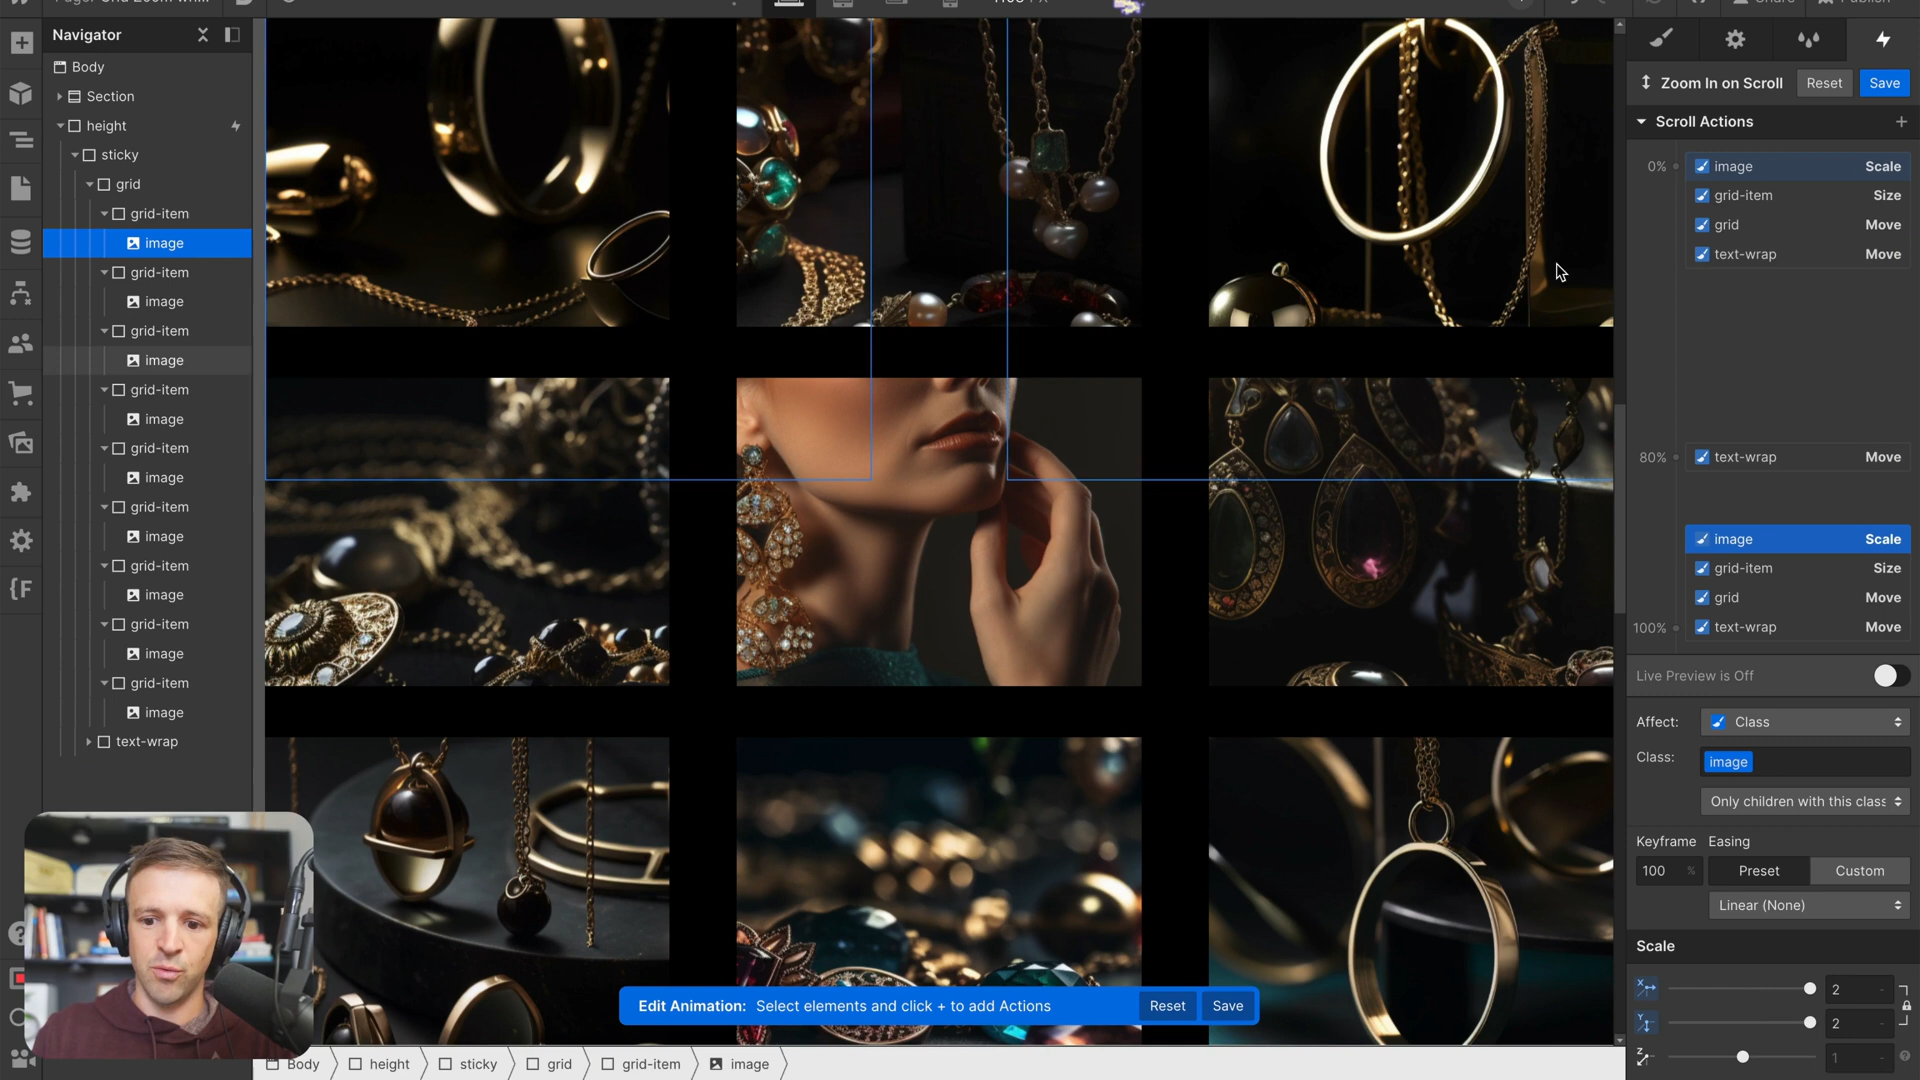 Navigator
Body
Section
height
sticky
grid
grid-item
image
grid-item
image
grid-item
image
grid-item
image
grid-item
image
grid-item
image
grid-item
image
grid-item
image
grid-item
image
text-wrap
Zoom In on Scroll
Reset
Save
Scroll Actions
0%
image Scale
grid-item Size
grid Move
text-wrap Move
80%
text-wrap Move
image Scale
grid-item Size
grid Move
100%
text-wrap Move
Live Preview is Off
Affect: Class
Class: image
Only children with this class
Keyframe Easing
100 % Preset Custom
Linear (None)
Scale
X 2
Y 2
Z 1
Edit Animation: Select elements and click + to add Actions Reset Save
Body height sticky grid grid-item image